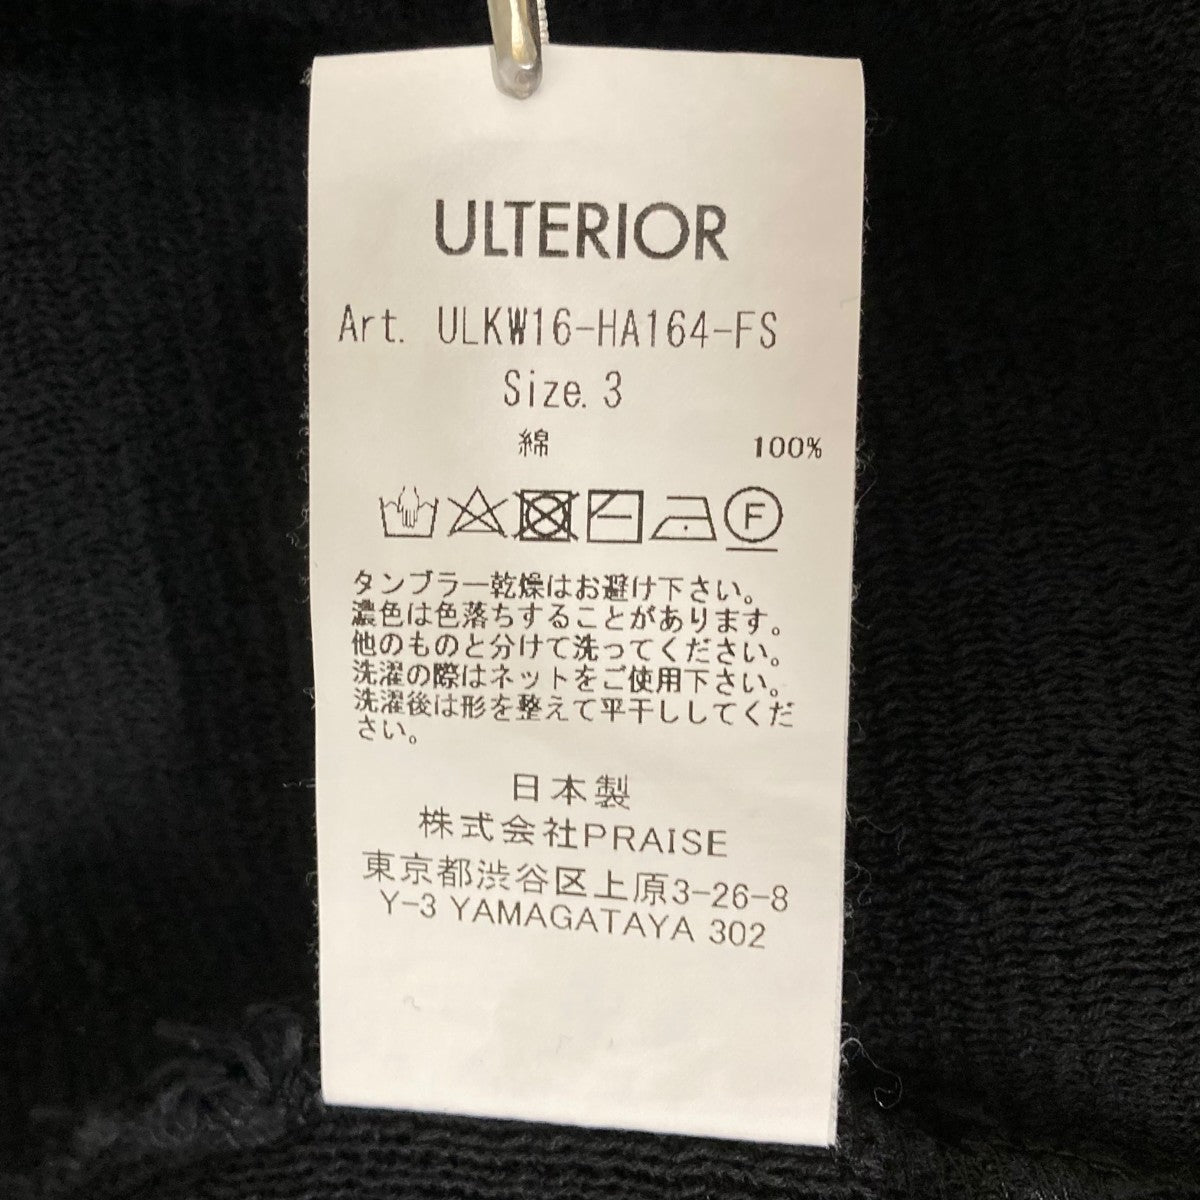 ULTERIOR
Art. ULKW16-HA164-FS
Size. 3
綿 100%
F
タンブラー乾燥はお避け下さい。
濃色は色落ちすることがあります。
他のものと分けて洗ってください。
洗濯の際はネットをご使用下さい。
洗濯後は形を整えて平干ししてくだ
さい。
日本製
株式会社PRAISE
東京都渋谷区上原3-26-8
Y-3 YAMAGATAYA 302